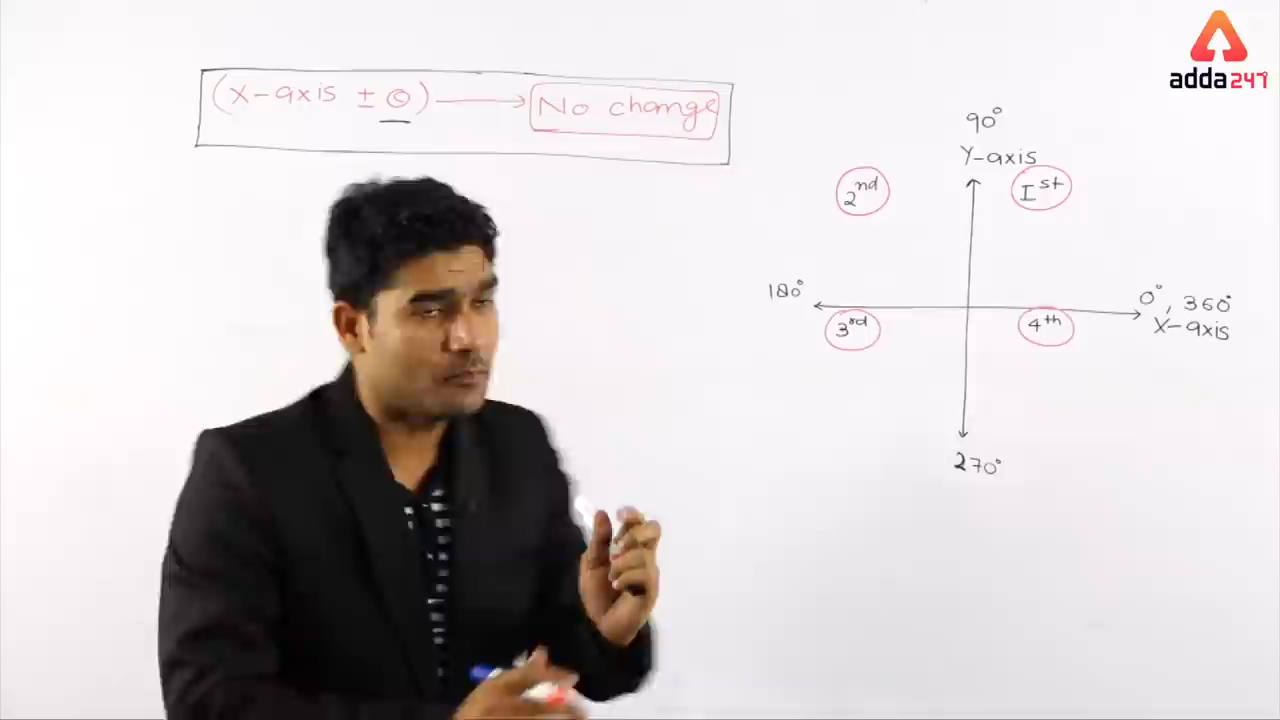 (X-axis ± θ) → No change
adda247
90°
Y-axis
2nd
Ist
180°
0°, 360°
X-axis
3rd
4th
270°